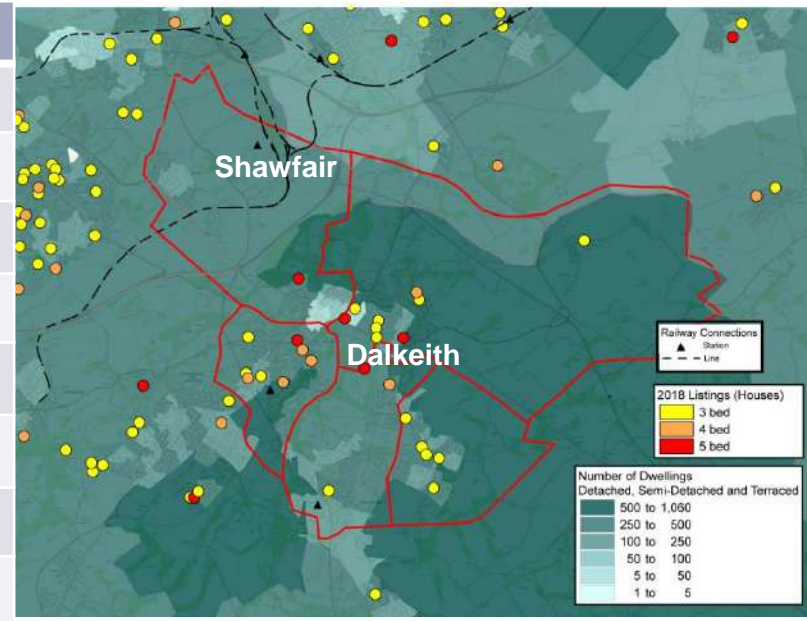 Shawfair
Dalkeith
Railway Connections
Station
Line
2018 Listings (Houses)
3 bed
4 bed
5 bed
Number of Dwellings
Detached, Semi-Detached and Terraced
500 to 1,060
250 to 500
100 to 250
50 to 100
5 to 50
1 to 5